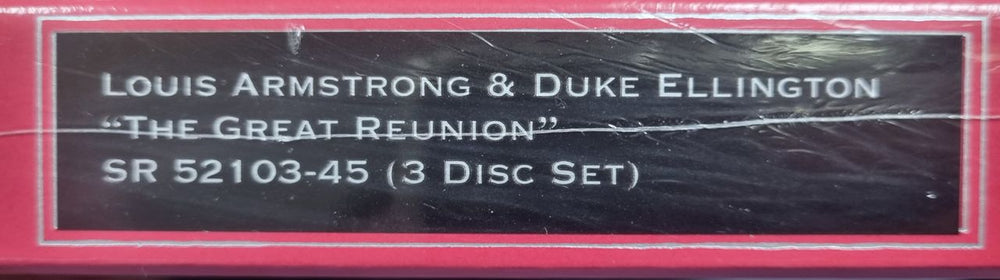 Louis Armstrong & Duke Ellington
“The Great Reunion”
SR 52103-45 (3 Disc Set)